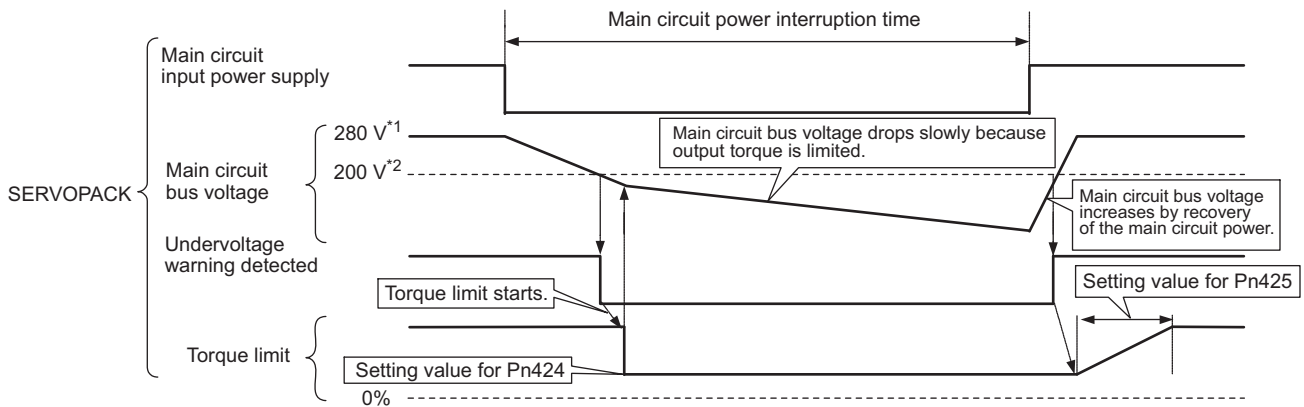 Main circuit power interruption time
Main circuit
input power supply
280 V*1
Main circuit bus voltage drops slowly because
output torque is limited.
200 V*2
Main circuit
bus voltage
SERVOPACK
Main circuit bus voltage
increases by recovery
of the main circuit power.
Undervoltage
warning detected
Setting value for Pn425
Torque limit starts.
Torque limit
Setting value for Pn424
0%